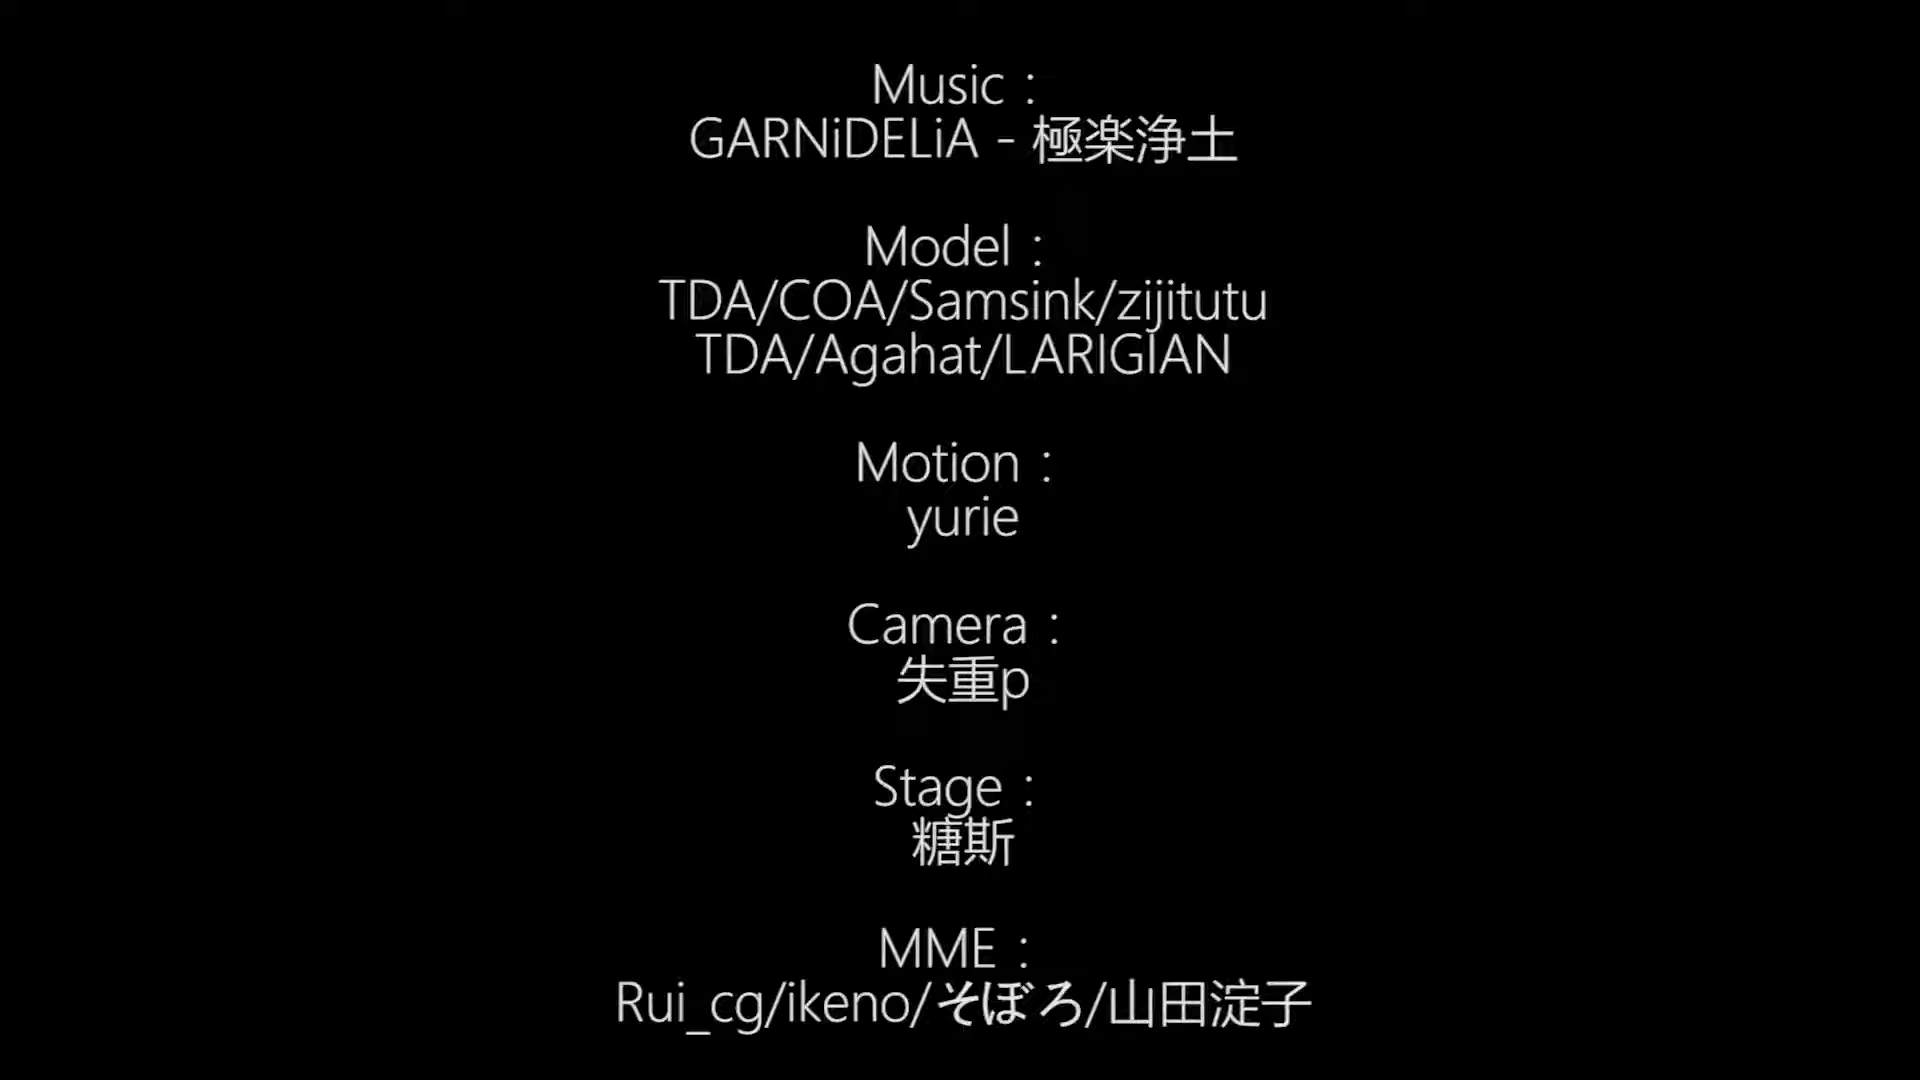 Music :
GARNiDELiA - 極楽浄土
Model :
TDA/COA/Samsink/zijitutu
TDA/Agahat/LARIGIAN
Motion :
yurie
Camera :
失重p
Stage :
糖斯
MME :
Rui_cg/ikeno/そぼろ/山田淀子